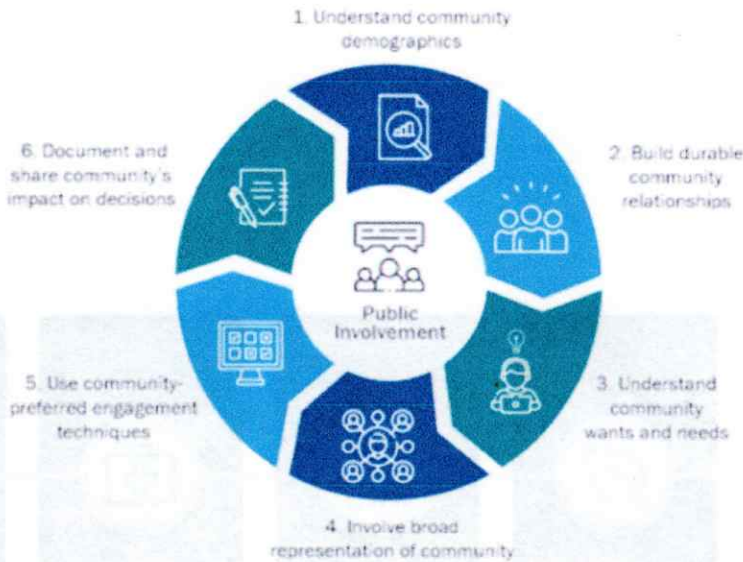 1. Understand community
demographics
2. Build durable
community
relationships
3. Understand
community
wants and needs
4. Involve broad
representation of community
5. Use community-
preferred engagement
techniques
6. Document and
share community's
impact on decisions
Public
Involvement